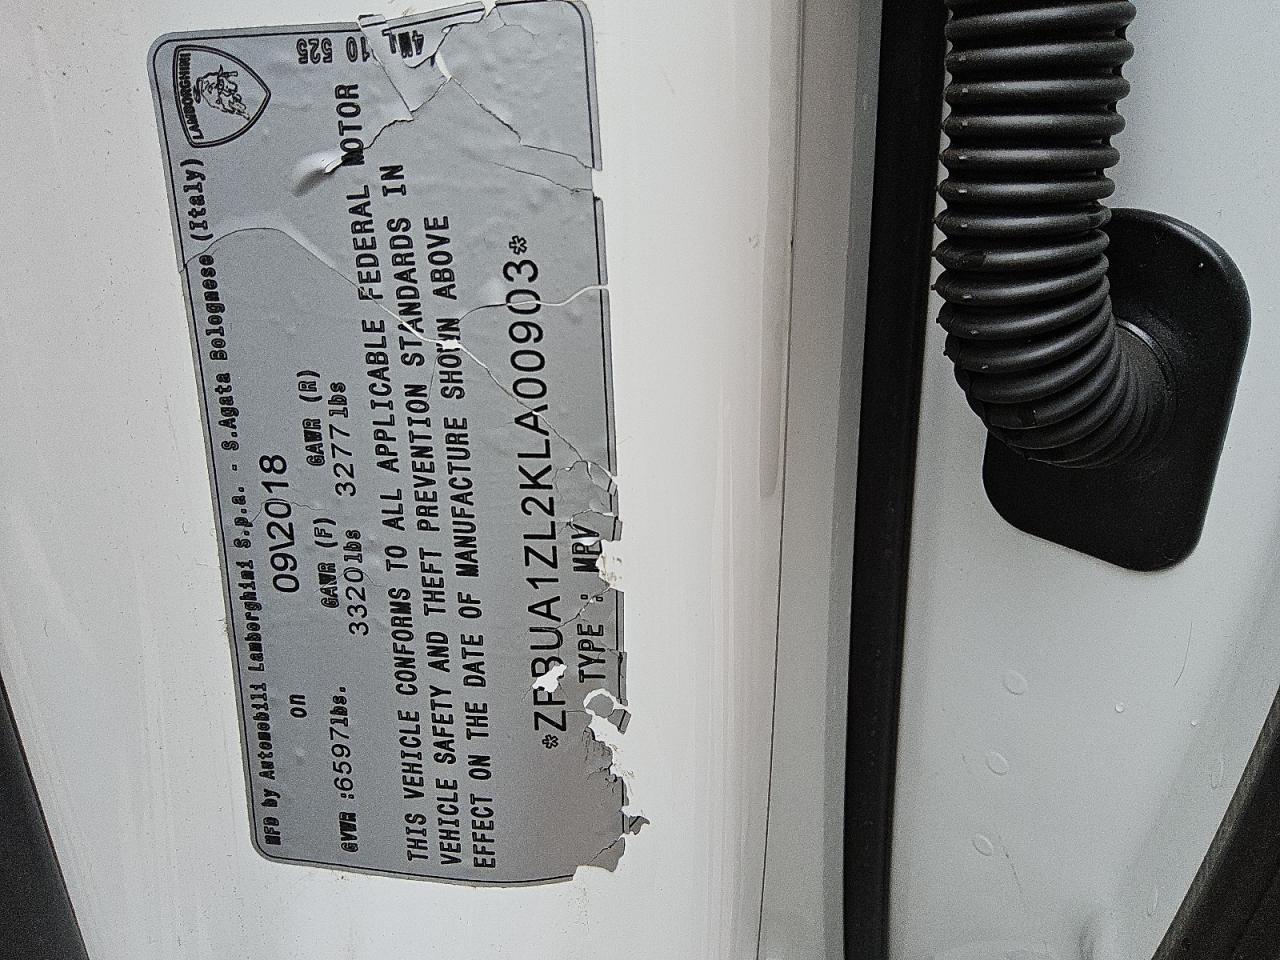 LAMBORGHINI
MFD by Automobili Lamborghini S.p.a. - S.Agata Bolognese (Italy)
on 09\2018
GAWR (F) GAWR (R)
GVWR :6597lbs. 3320lbs 3277lbs
THIS VEHICLE CONFORMS TO ALL APPLICABLE FEDERAL MOTOR
VEHICLE SAFETY AND THEFT PREVENTION STANDARDS IN
EFFECT ON THE DATE OF MANUFACTURE SHOWN ABOVE
*ZPBUA1ZL2KLA00903*
TYPE : MPV
525
10